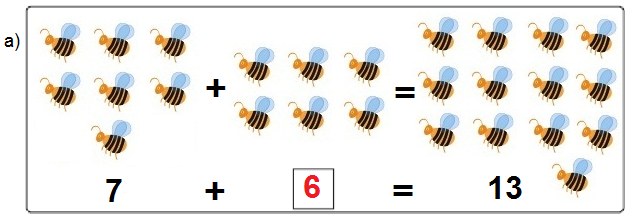 a)
+ =
7 + 6 = 13